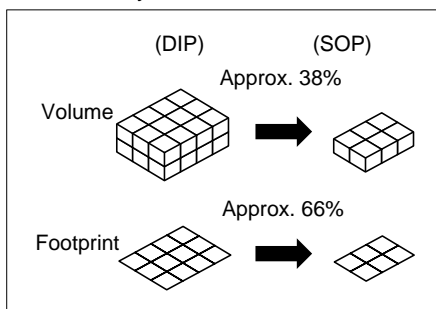 (DIP) (SOP)
Approx. 38%
Volume
Approx. 66%
Footprint